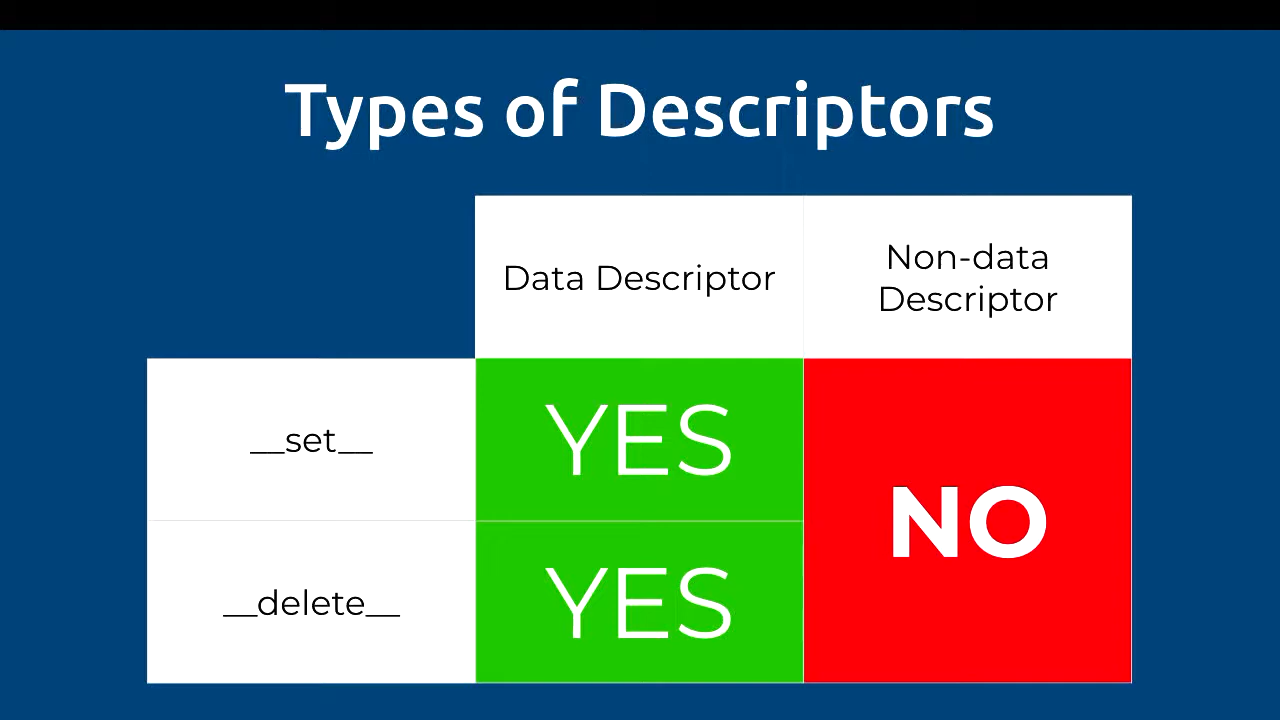 Types of Descriptors
Data Descriptor
Non-data
Descriptor
__set__
YES
NO
__delete__
YES